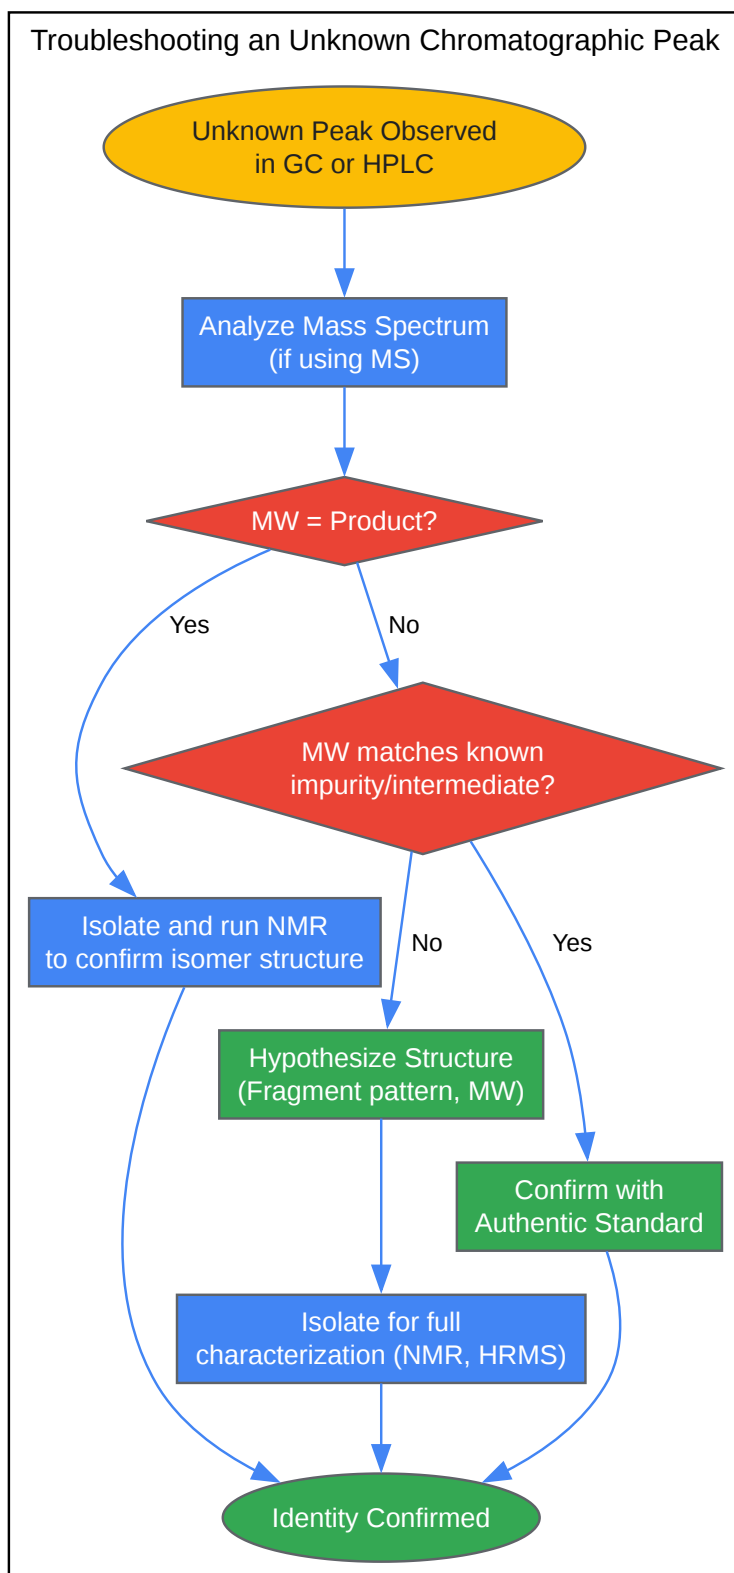 Troubleshooting an Unknown Chromatographic Peak
Unknown Peak Observed
in GC or HPLC
Analyze Mass Spectrum
(if using MS)
MW = Product?
Yes
No
MW matches known
impurity/intermediate?
Isolate and run NMR
to confirm isomer structure
No
Yes
Hypothesize Structure
(Fragment pattern, MW)
Confirm with
Authentic Standard
Isolate for full
characterization (NMR, HRMS)
Identity Confirmed